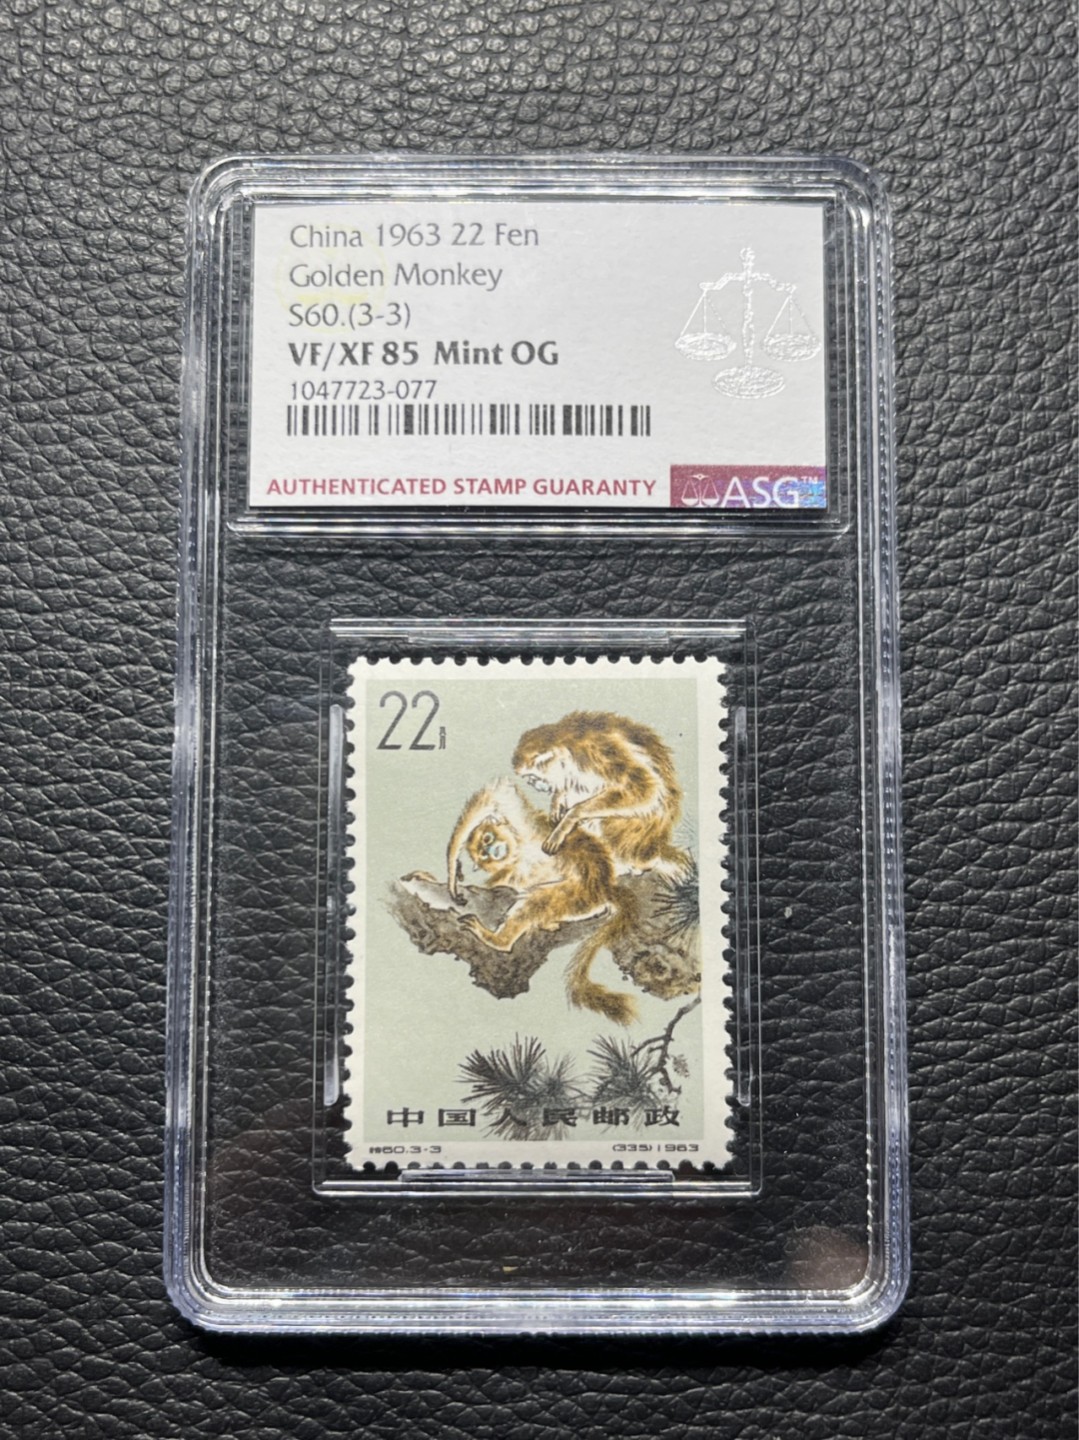 China 1963 22 Fen
Golden Monkey
S60.(3-3)
VF/XF 85 Mint OG
1047723-077
AUTHENTICATED STAMP GUARANTY
ASG™
22分
中国人民邮政
特60.3-3
(335)1963